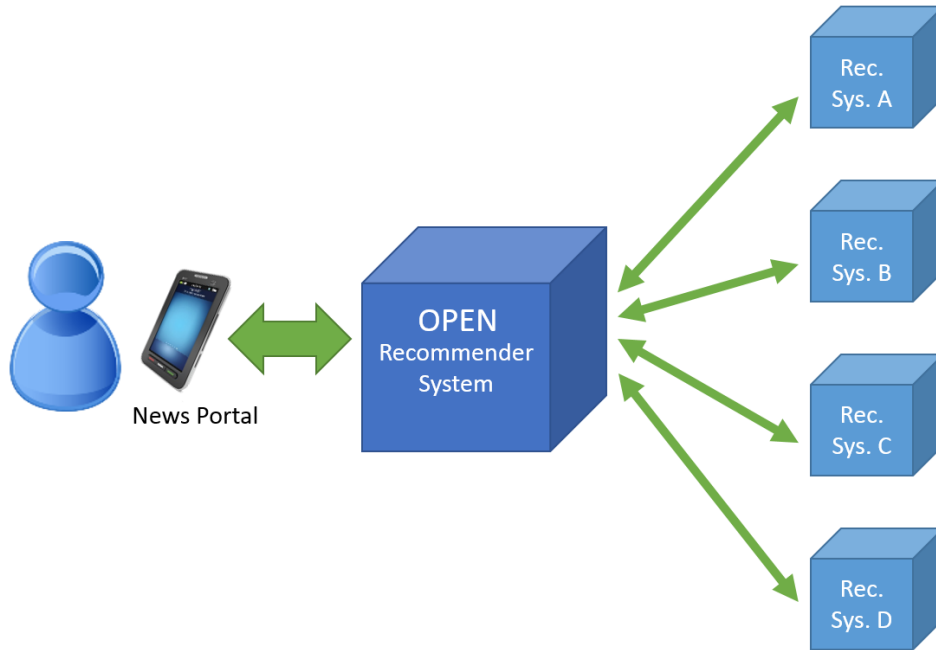 Rec.
Sys. A
Rec.
Sys. B
OPEN
Recommender
System
News Portal
Rec.
Sys. C
Rec.
Sys. D